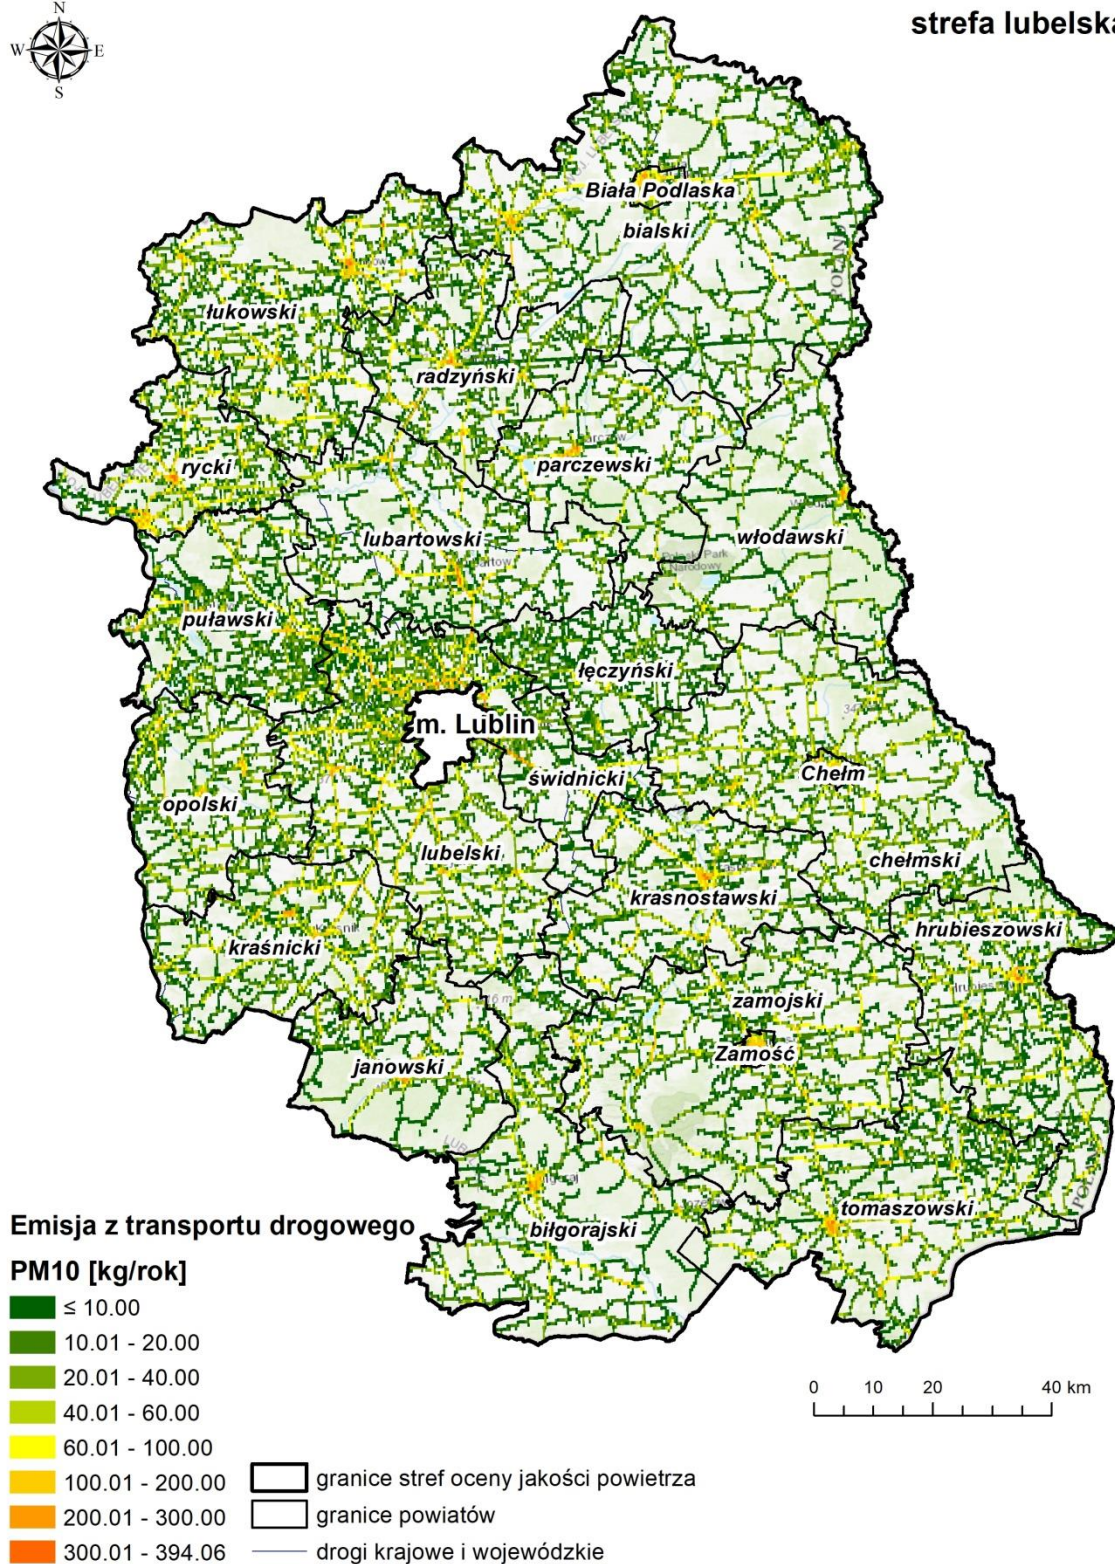 N
strefa lubelska
W E
S
Biała Podlaska
bialski
POLAND
łukowski
radzyński
rycki
parczewski
lubartowski
włodawski
Poleski Park
Narodowy
puławski
łęczyński
m. Lublin
świdnicki
Chełm
opolski
lubelski
chełmski
krasnostawski
hrubieszowski
kraśnicki
zamojski
Zamość
janowski
tomaszowski
biłgorajski
Emisja z transportu drogowego
PM10 [kg/rok]
≤ 10.00
10.01 - 20.00
20.01 - 40.00
40.01 - 60.00
60.01 - 100.00
100.01 - 200.00
200.01 - 300.00
300.01 - 394.06
0 10 20 40 km
granice stref oceny jakości powietrza
granice powiatów
drogi krajowe i wojewódzkie